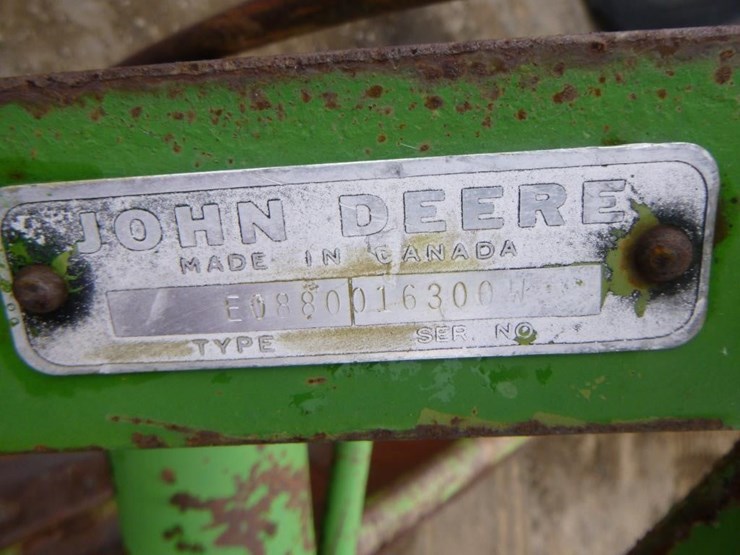 JOHN DEERE
MADE IN CANADA
E0880 016300W
TYPE SER. NO.